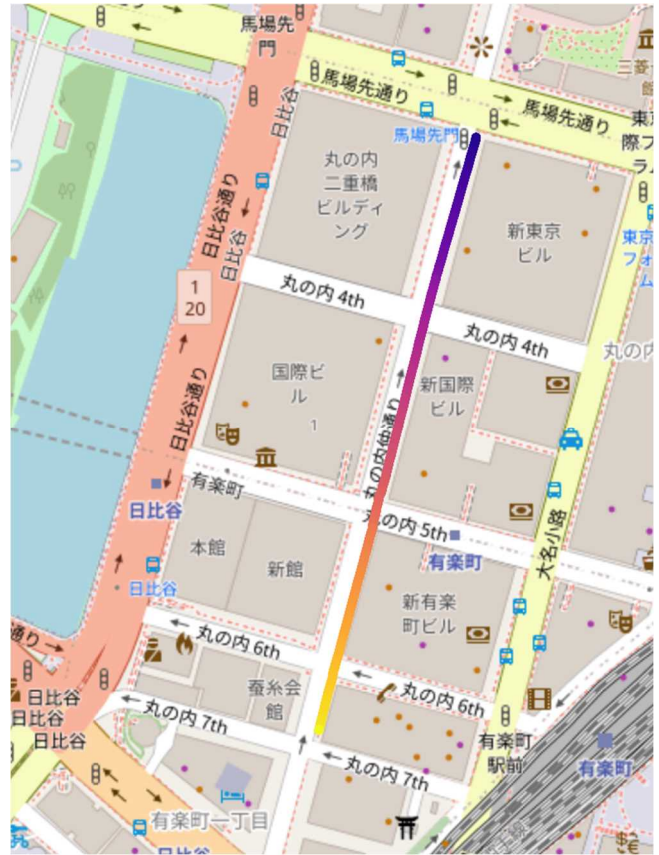 馬場先
門
馬場先通り
馬場先通り
三菱
館
東京
際フ
ラム
馬場先門
日比谷
丸の内
二重橋
ビルディ
ング
新東京
ビル
日比谷通り
日比谷
東京
フォ
ム
1
20
丸の内 4th
丸の内 4th
丸の内
国際ビ
ル
1
新国際
ビル
日比谷通り
丸の内仲通り
有楽町
日比谷
丸の内 5th
大名小路
本館
新館
有楽町
日比谷
新有楽
町ビル
通り
丸の内 6th
丸の内 6th
蚕糸会
館
日比谷
日比谷
日比谷
丸の内 7th
有楽町
駅前
有楽町
丸の内 7th
有楽町一丁目
日比谷